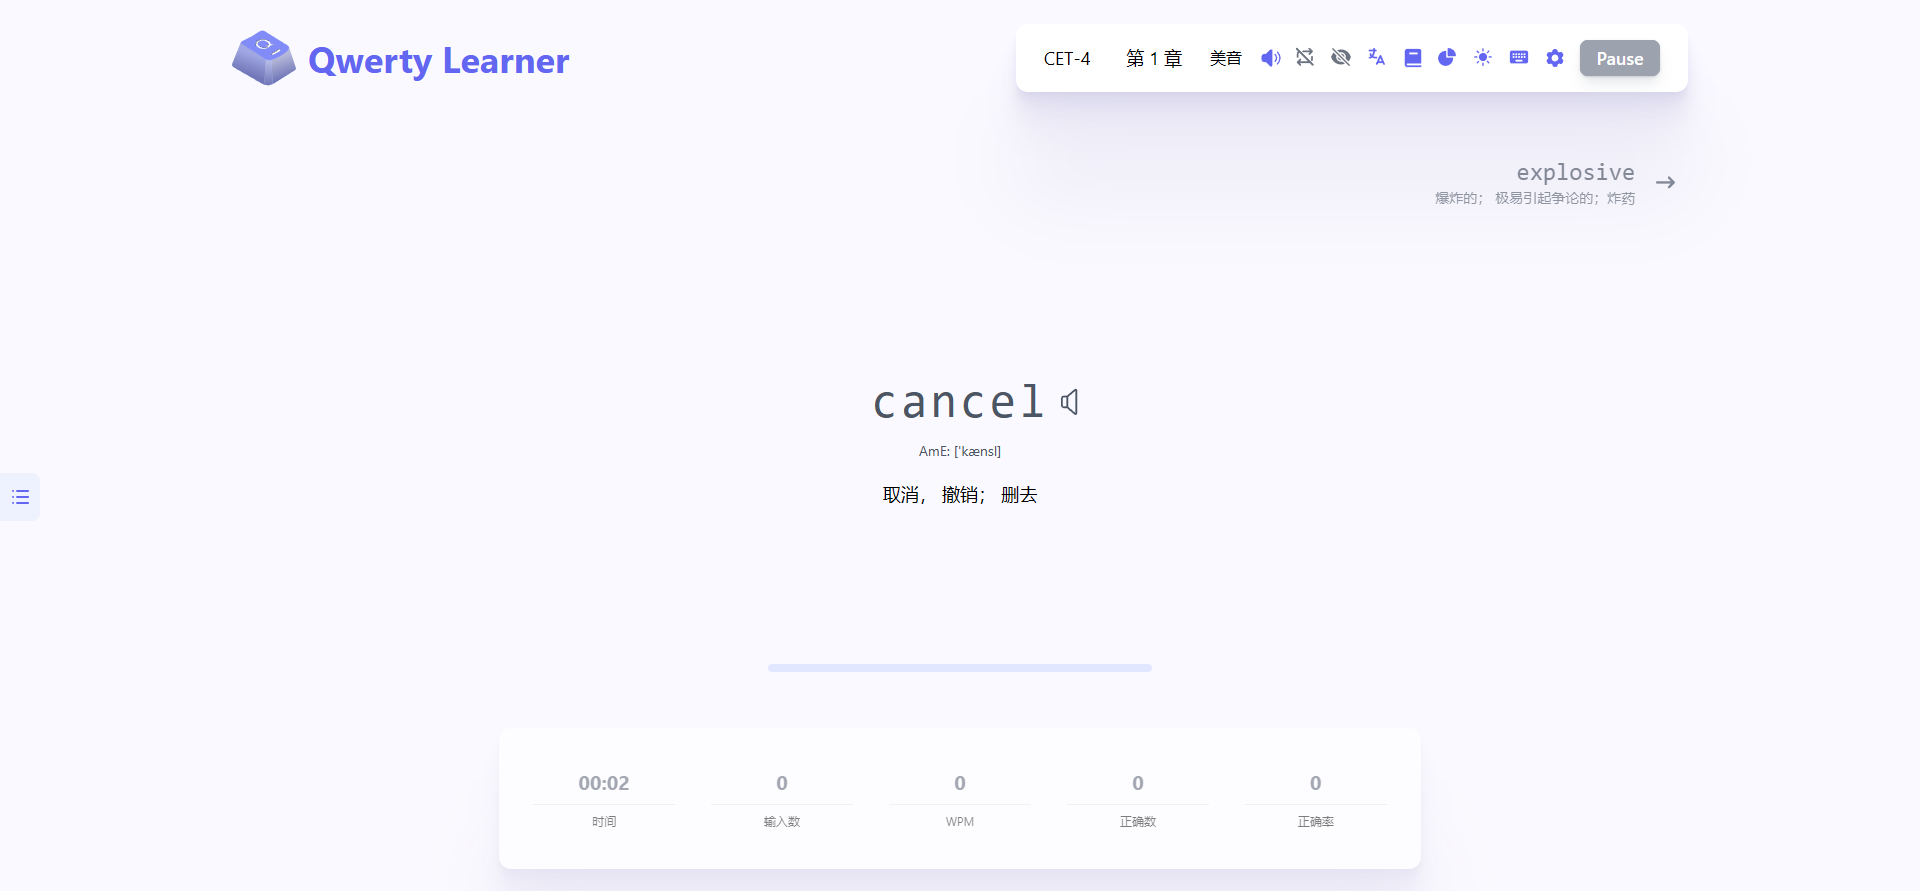 Qwerty Learner
CET-4 第 1 章 美音 Pause
explosive
爆炸的； 极易引起争论的；炸药
cancel
AmE: ['kænsl]
取消， 撤销； 删去
00:02 0 0 0 0
时间 输入数 WPM 正确数 正确率